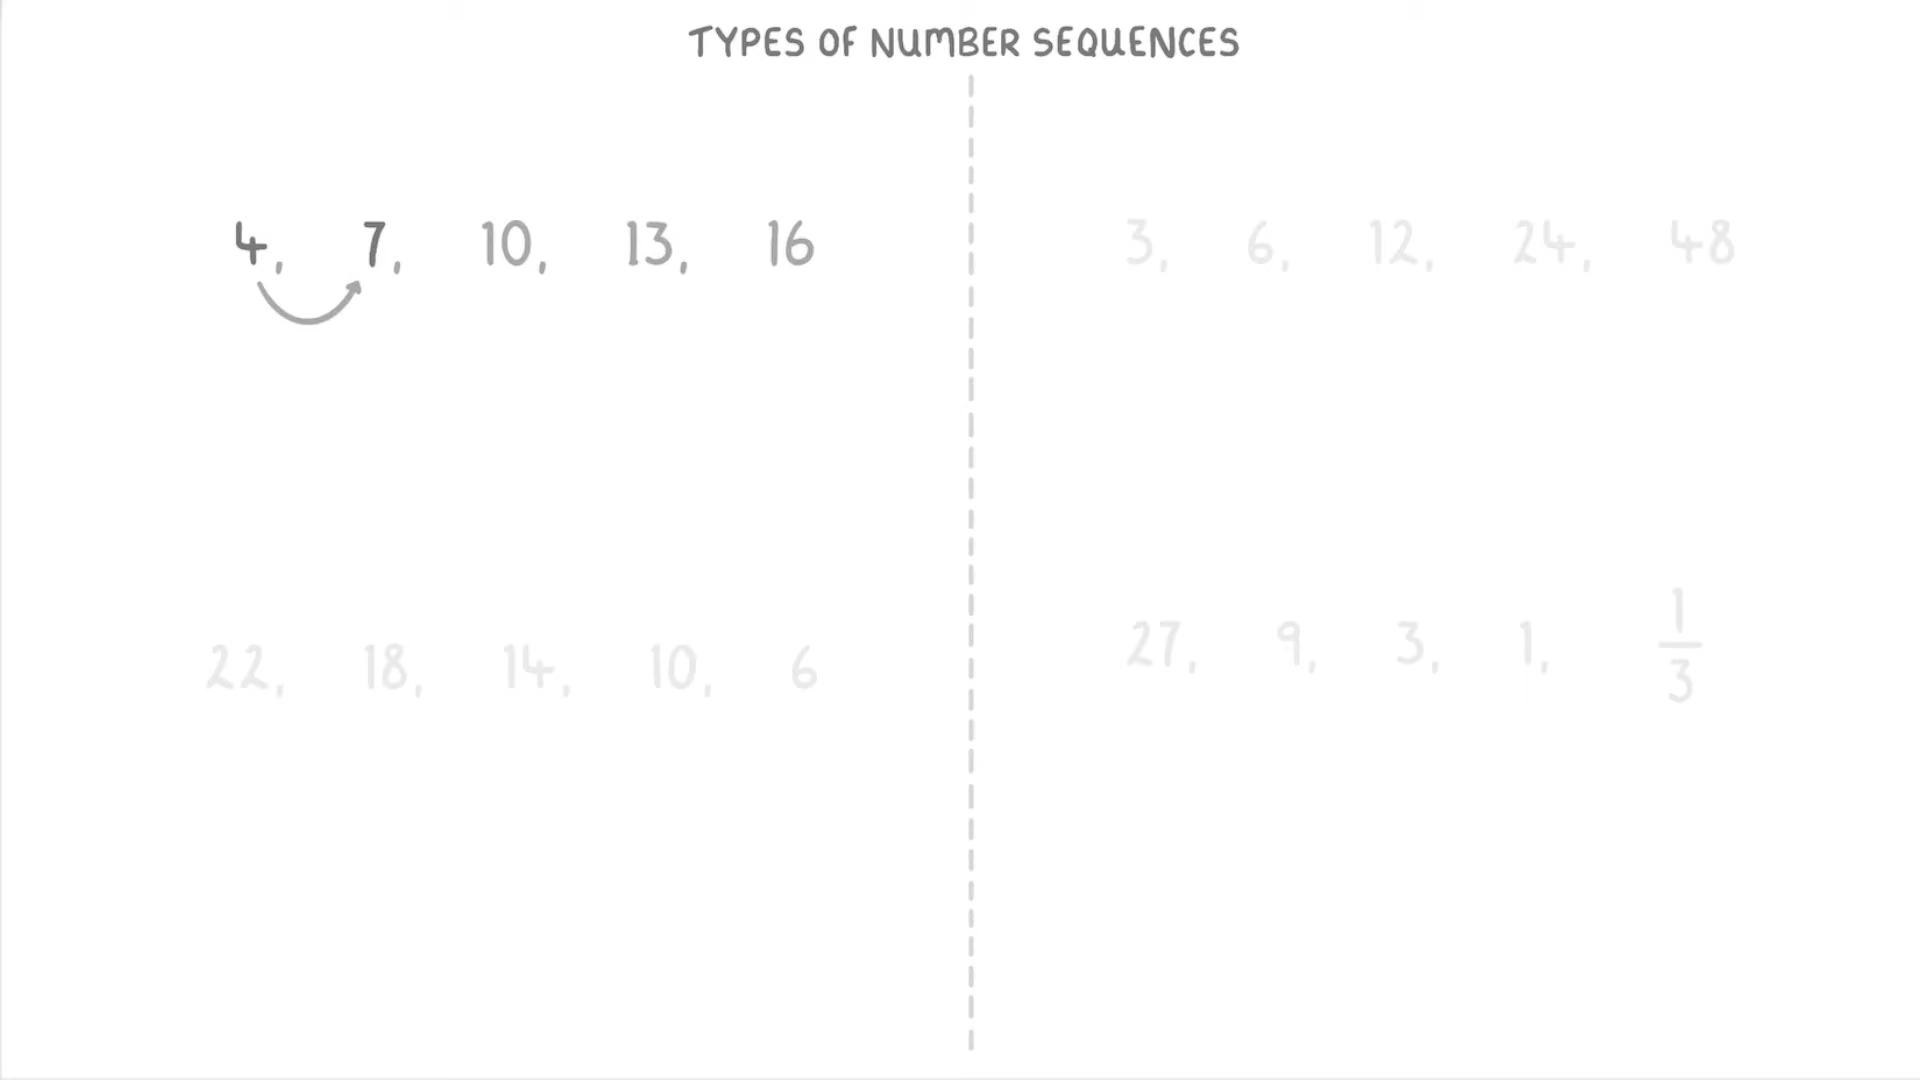 TYPES OF NUMBER SEQUENCES
4, 7, 10, 13, 16
22, 18, 14, 10, 6
3, 6, 12, 24, 48
27, 9, 3, 1, 1/3